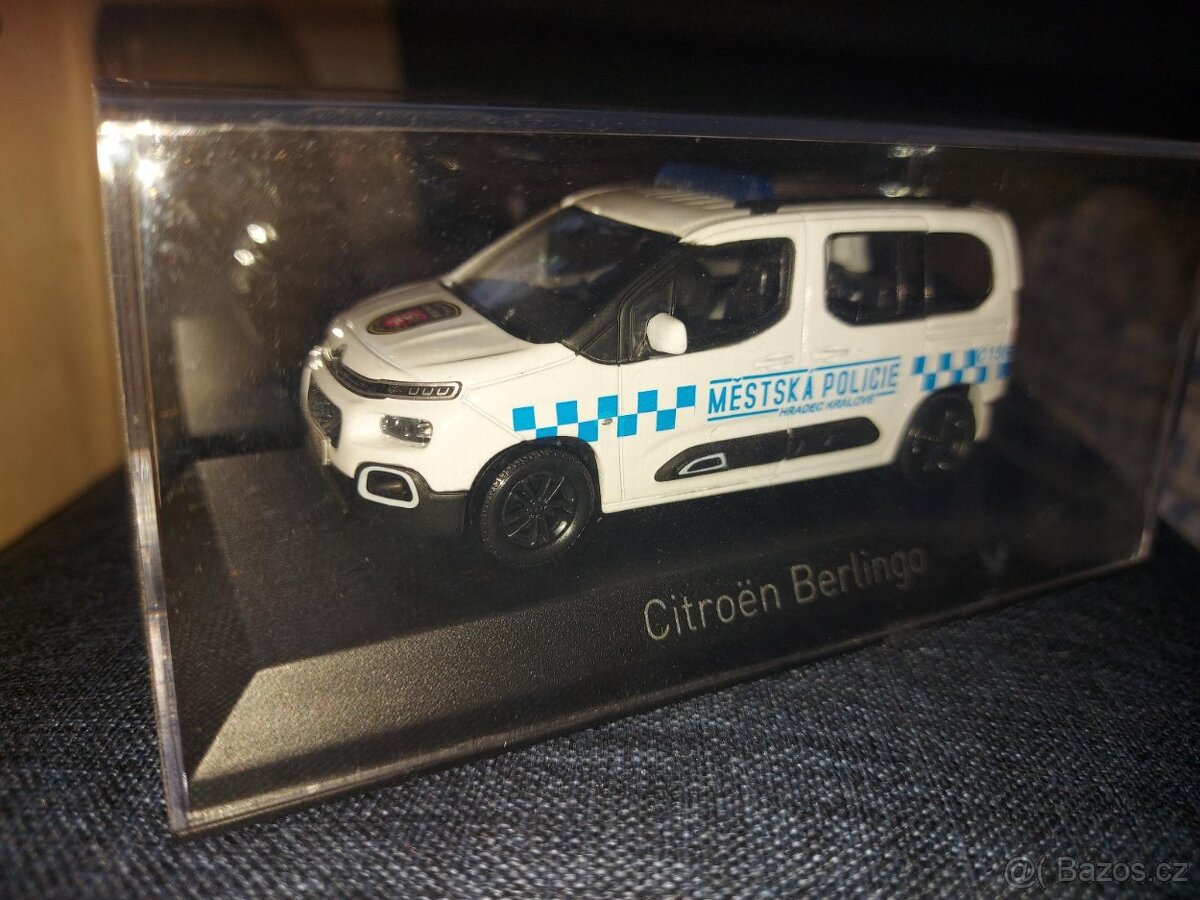 MĚSTSKÁ POLICIE
HRADEC KRÁLOVÉ
Citroën Berlingo
@( Bazos.cz